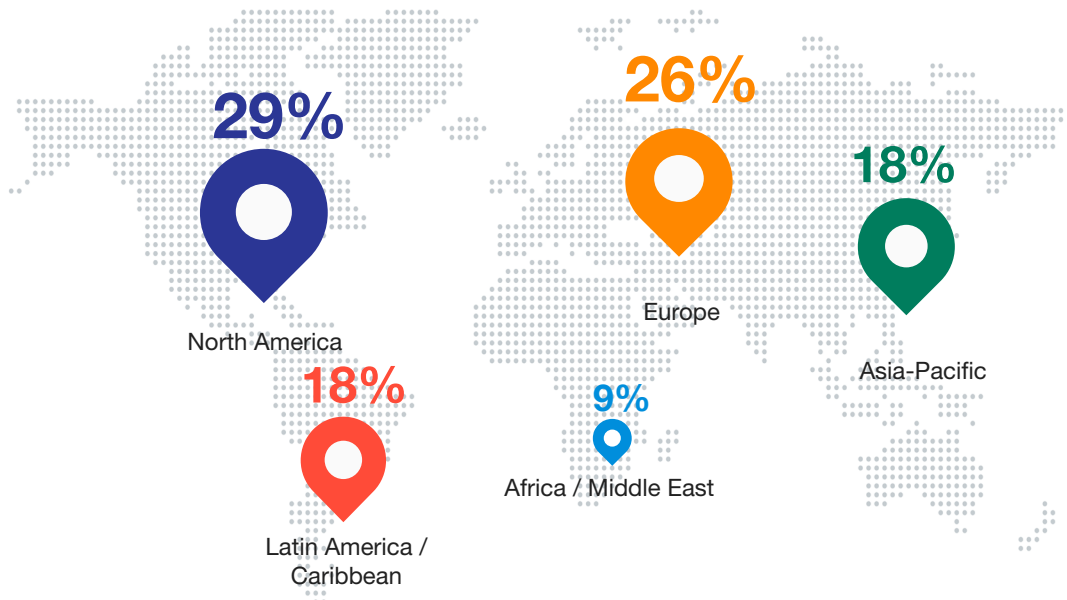 29%
North America
26%
Europe
18%
Asia-Pacific
18%
Latin America /
Caribbean
9%
Africa / Middle East